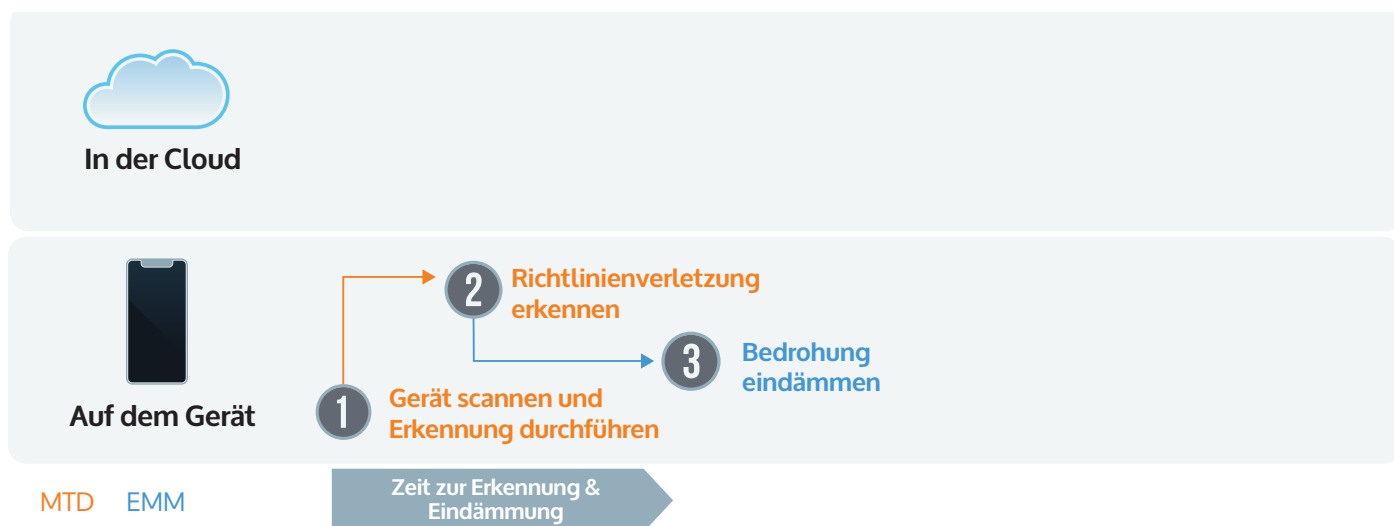 In der Cloud
Auf dem Gerät
2
Richtlinienverletzung
erkennen
3
Bedrohung
eindämmen
1
Gerät scannen und
Erkennung durchführen
MTD EMM
Zeit zur Erkennung &
Eindämmung